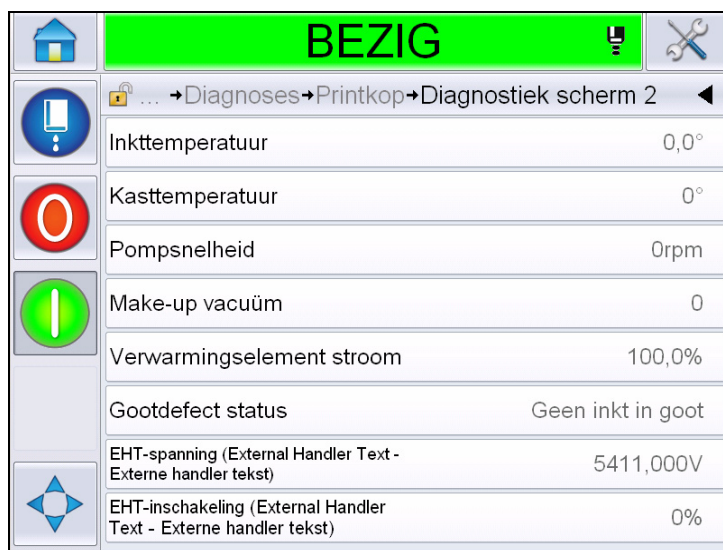 BEZIG
... →Diagnoses→Printkop→Diagnostiek scherm 2
Inkttemperatuur 0,0°
Kasttemperatuur 0°
Pompsnelheid 0rpm
Make-up vacuüm 0
Verwarmingselement stroom 100,0%
Gootdefect status Geen inkt in goot
EHT-spanning (External Handler Text -
Externe handler tekst) 5411,000V
EHT-inschakeling (External Handler
Text - Externe handler tekst) 0%